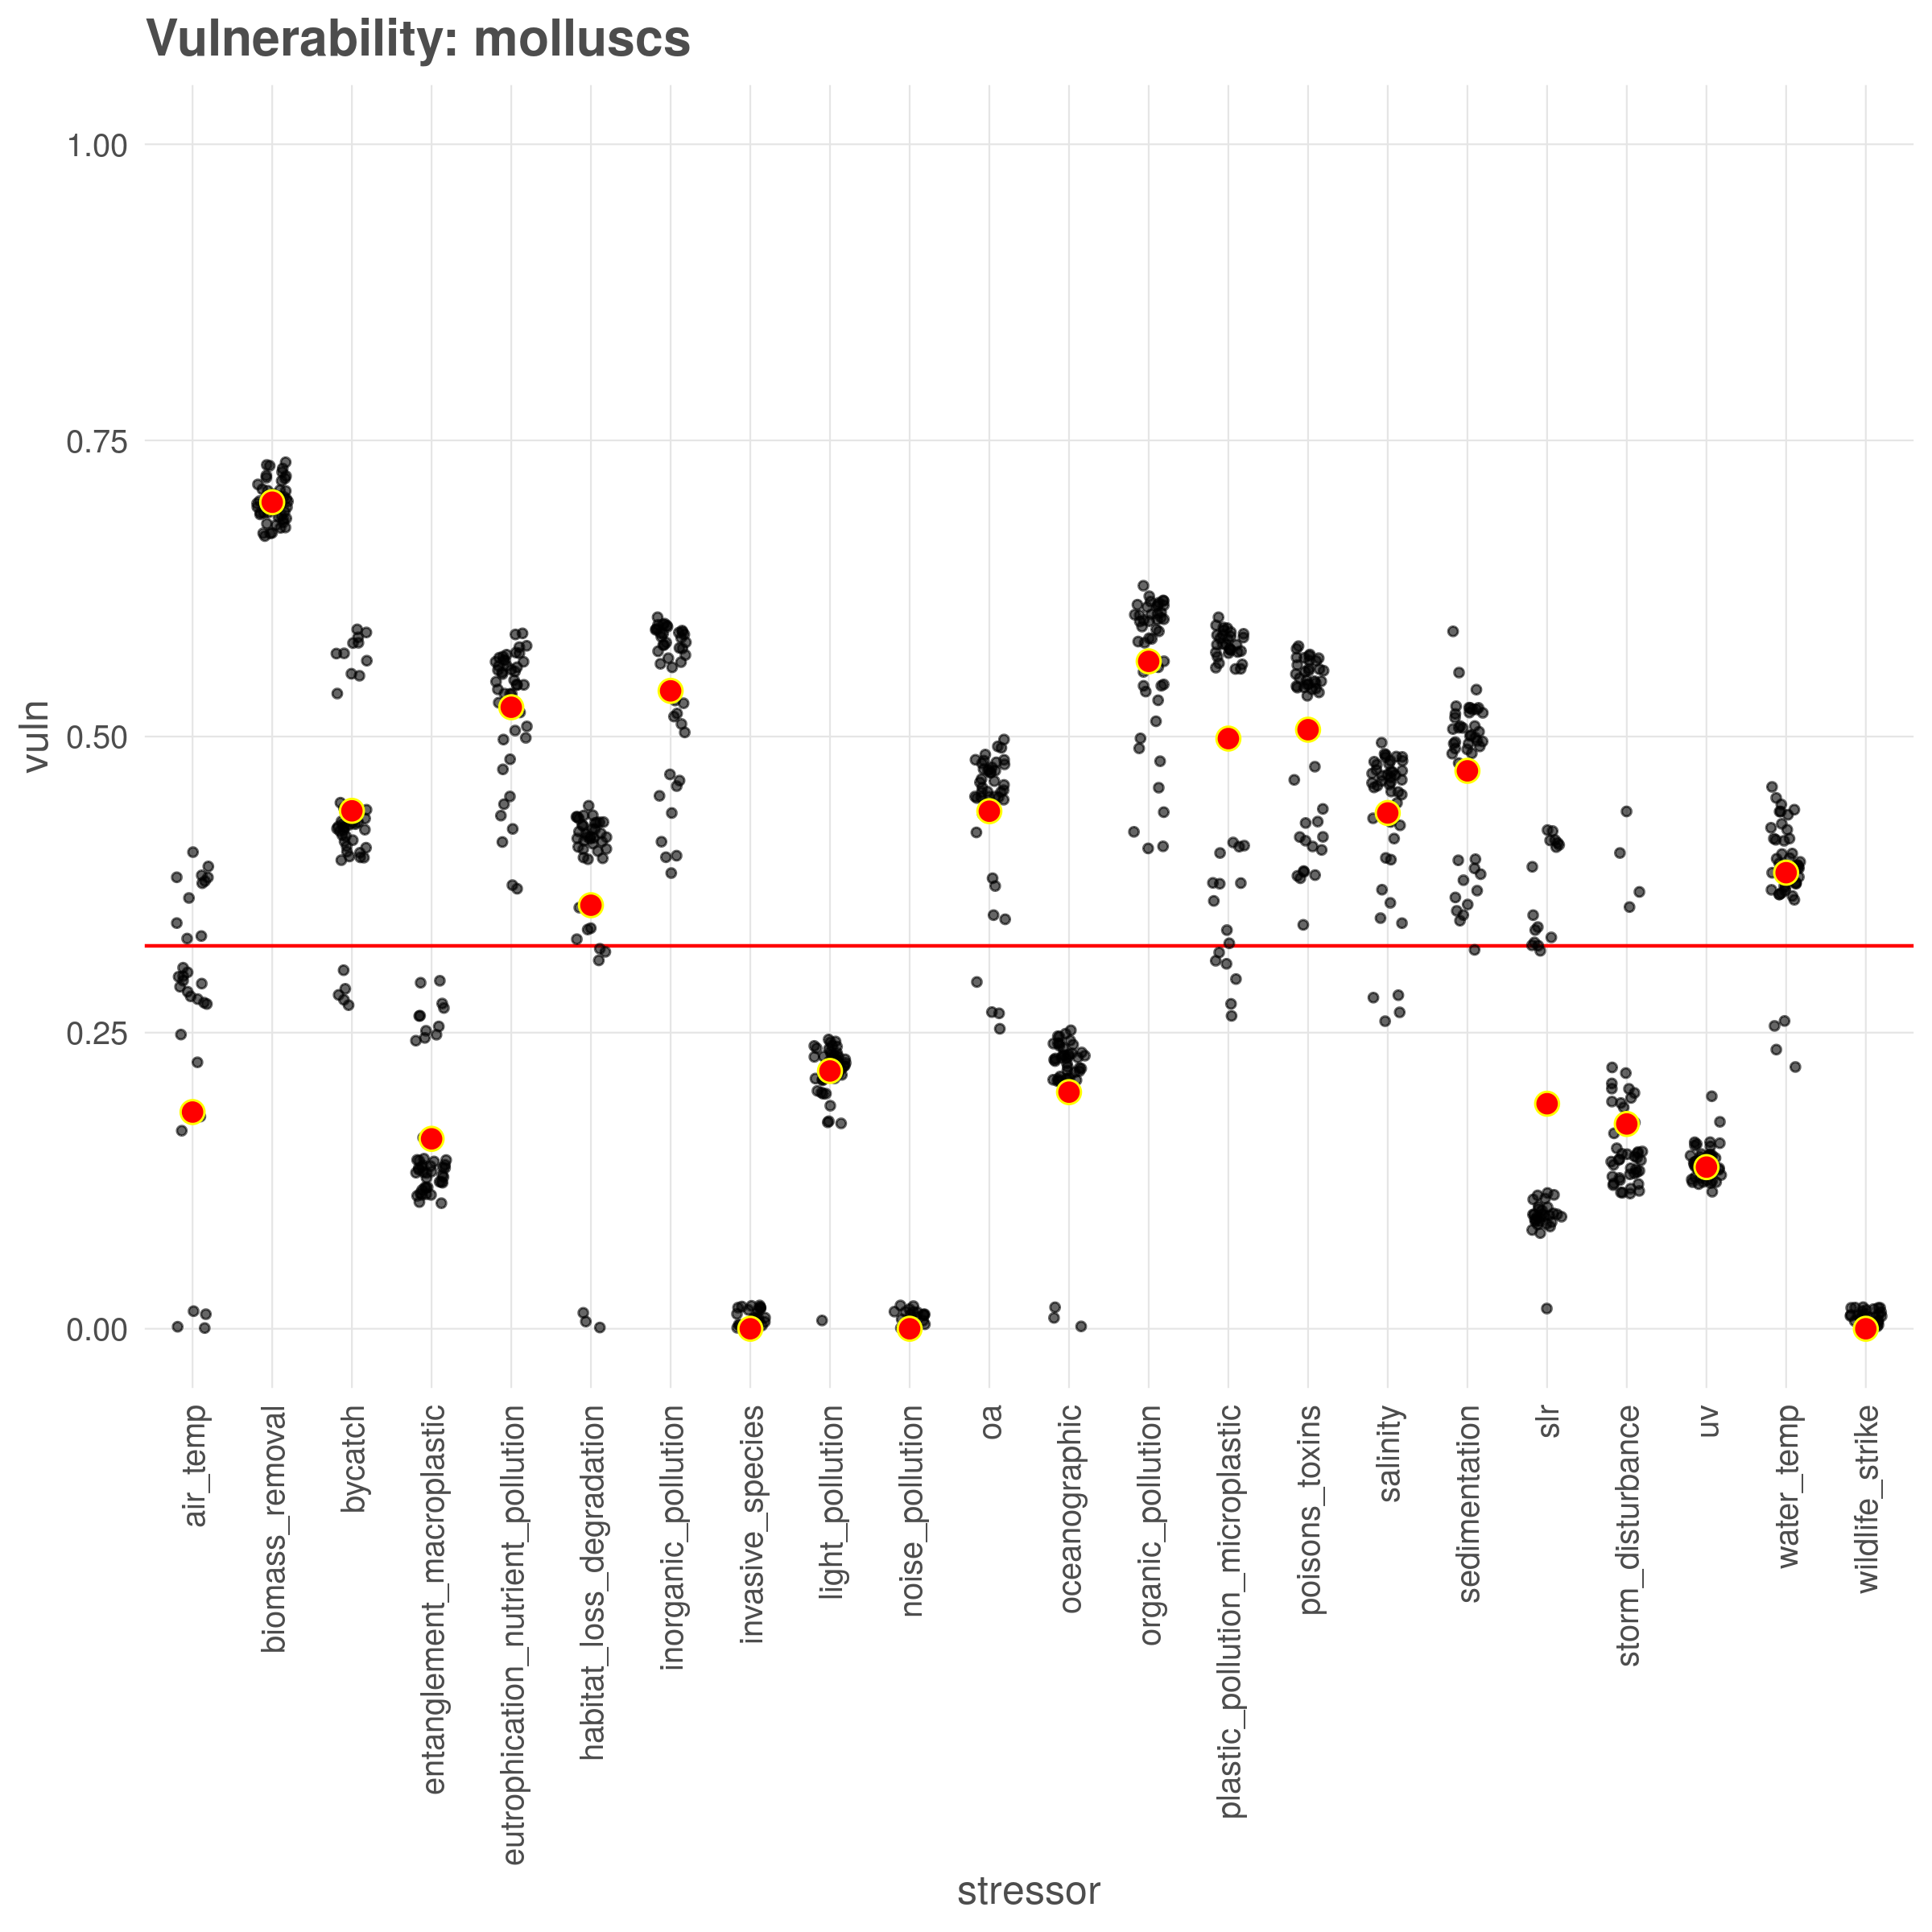 Vulnerability: molluscs
1.00
0.75
0.50
0.25
0.00
vuln
air_temp
biomass_removal
bycatch
entanglement_macroplastic
eutrophication_nutrient_pollution
habitat_loss_degradation
inorganic_pollution
invasive_species
light_pollution
noise_pollution
oa
oceanographic
organic_pollution
plastic_pollution_microplastic
poisons_toxins
salinity
sedimentation
slr
storm_disturbance
uv
water_temp
wildlife_strike
stressor